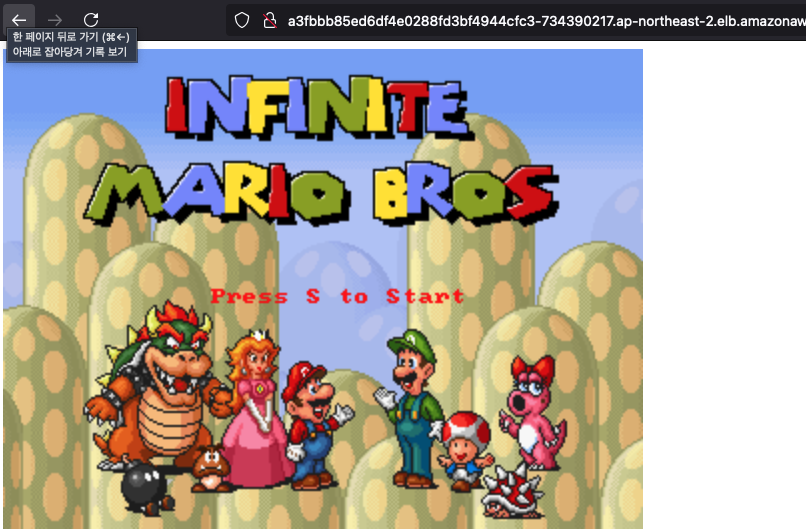 a3fbbb85ed6df4e0288fd3bf4944cfc3-734390217.ap-northeast-2.elb.amazonaw
한 페이지 뒤로 가기 (⌘←)
아래로 잡아당겨 기록 보기
INFINITE
MARIO BROS
Press S to Start